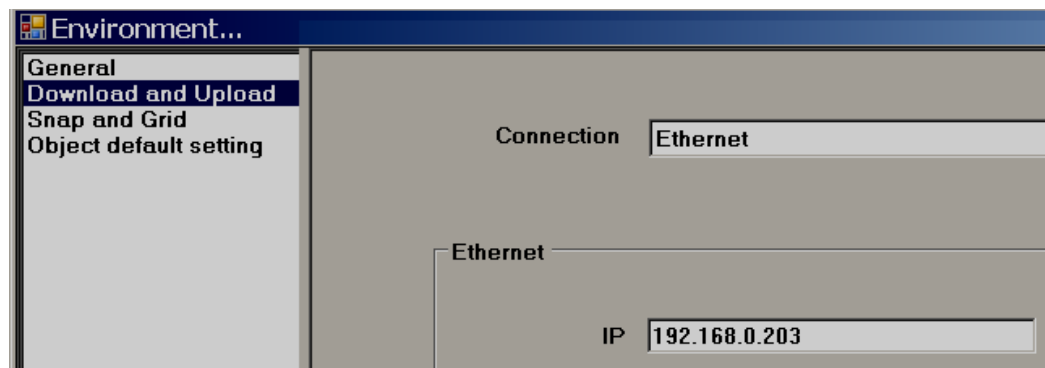 Environment...
General
Download and Upload
Snap and Grid
Object default setting
Connection
Ethernet
Ethernet
IP
192.168.0.203